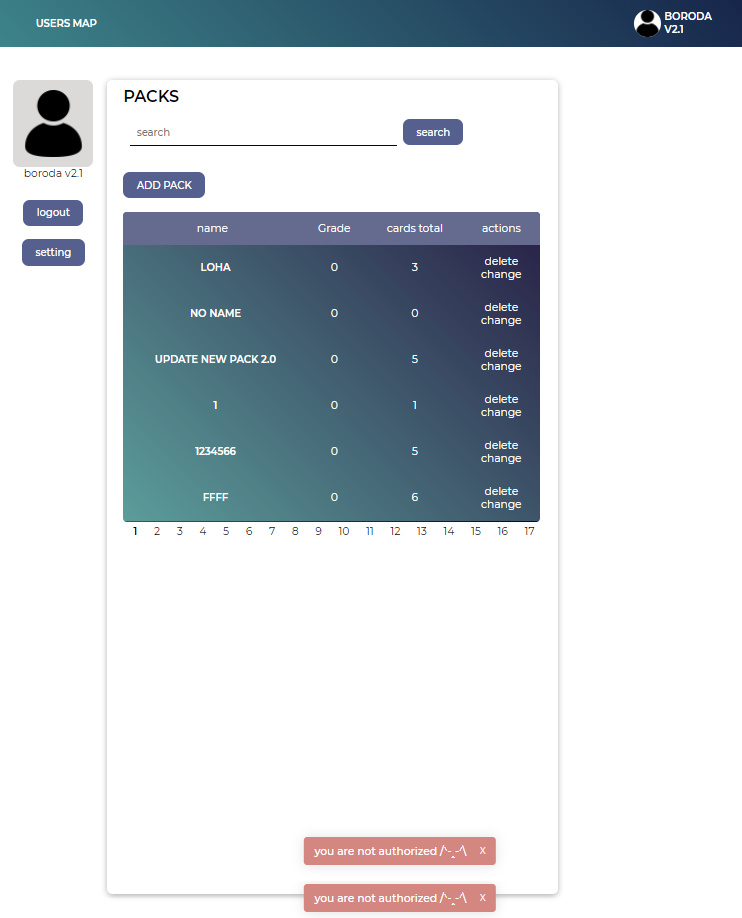 USERS MAP
BORODA
V2.1
boroda v2.1
logout
setting
PACKS
search
search
ADD PACK
name Grade cards total actions
LOHA 0 3 delete
change
NO NAME 0 0 delete
change
UPDATE NEW PACK 2.0 0 5 delete
change
1 0 1 delete
change
1234566 0 5 delete
change
FFFF 0 6 delete
change
1 2 3 4 5 6 7 8 9 10 11 12 13 14 15 16 17
you are not authorized /^-_-^\ x
you are not authorized /^-_-^\ x